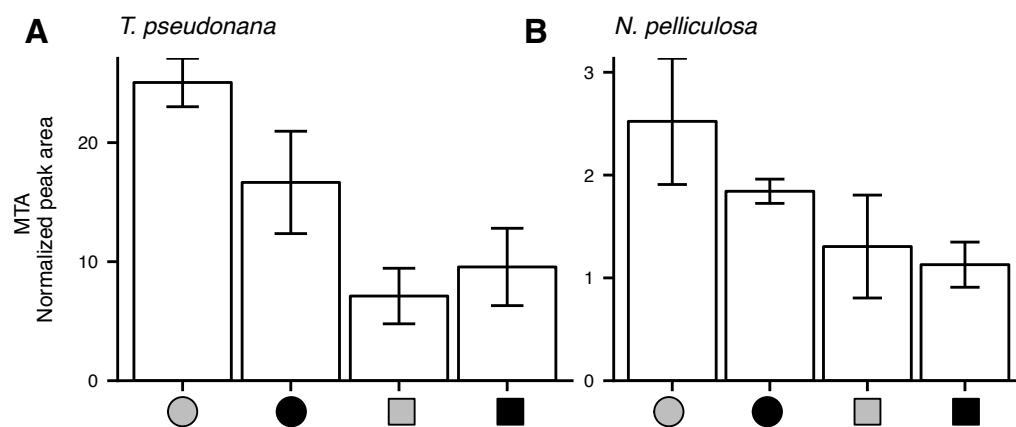 A T. pseudonana
B N. pelliculosa
MTA
Normalized peak area
20
10
0
3
2
1
0